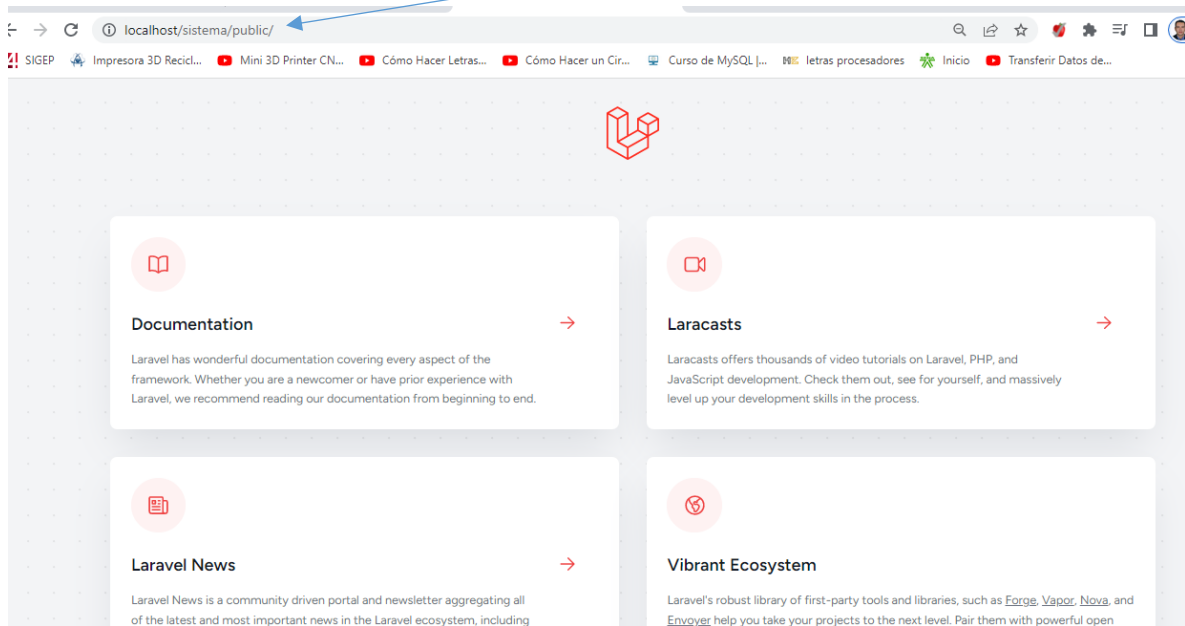 localhost/sistema/public/
SIGEP Impresora 3D Recicl... Mini 3D Printer CN... Cómo Hacer Letras... Cómo Hacer un Cir... Curso de MySQL |... letras procesadores Inicio Transferir Datos de...
Documentation
Laravel has wonderful documentation covering every aspect of the
framework. Whether you are a newcomer or have prior experience with
Laravel, we recommend reading our documentation from beginning to end.
Laracasts
Laracasts offers thousands of video tutorials on Laravel, PHP, and
JavaScript development. Check them out, see for yourself, and massively
level up your development skills in the process.
Laravel News
Laravel News is a community driven portal and newsletter aggregating all
of the latest and most important news in the Laravel ecosystem, including
Vibrant Ecosystem
Laravel's robust library of first-party tools and libraries, such as Forge, Vapor, Nova, and
Envoyer help you take your projects to the next level. Pair them with powerful open